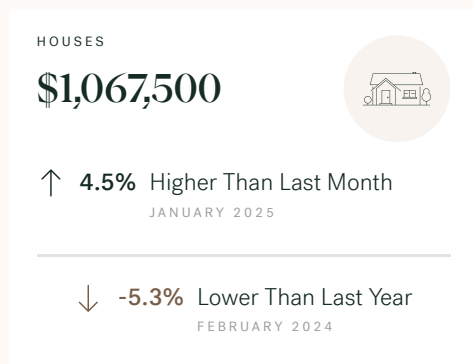 HOUSES
$1,067,500
↑ 4.5% Higher Than Last Month
JANUARY 2025
↓ -5.3% Lower Than Last Year
FEBRUARY 2024